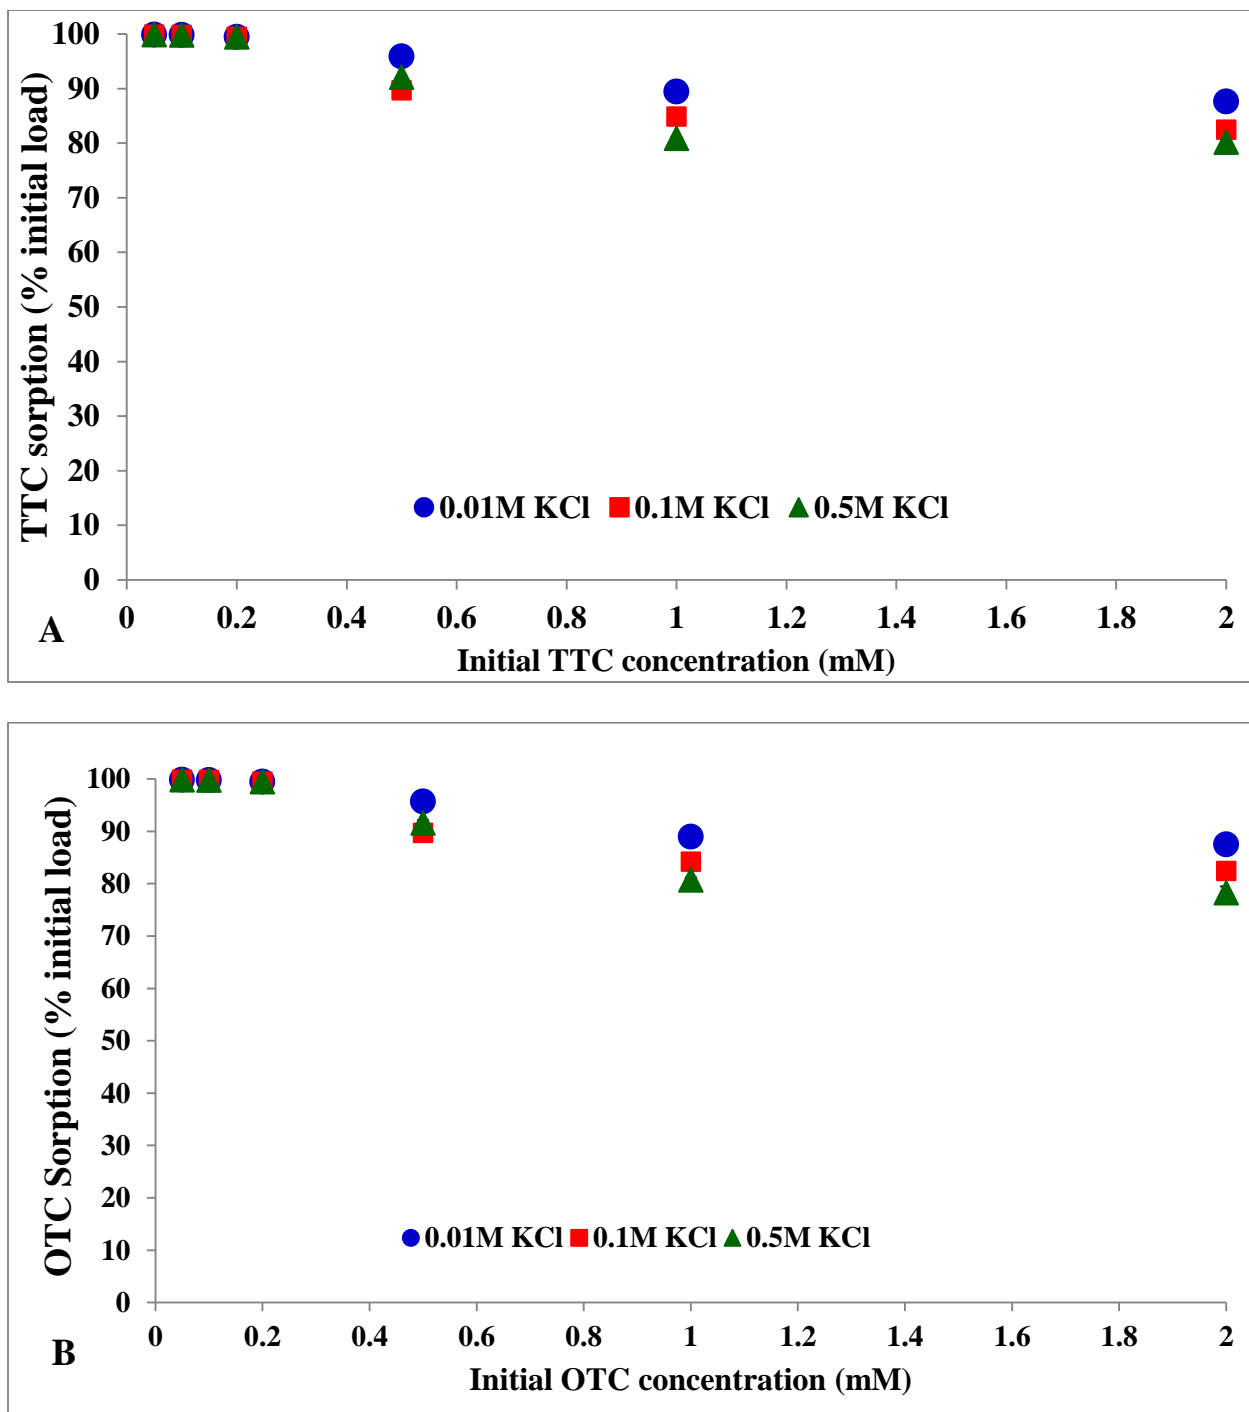 100
90
80
70
60
50
40
30
20
10
0
TTC sorption (% initial load)
0.01M KCl 0.1M KCl 0.5M KCl
0 0.2 0.4 0.6 0.8 1 1.2 1.4 1.6 1.8 2
A
Initial TTC concentration (mM)
100
90
80
70
60
50
40
30
20
10
0
OTC Sorption (% initial load)
0.01M KCl 0.1M KCl 0.5M KCl
0 0.2 0.4 0.6 0.8 1 1.2 1.4 1.6 1.8 2
B
Initial OTC concentration (mM)